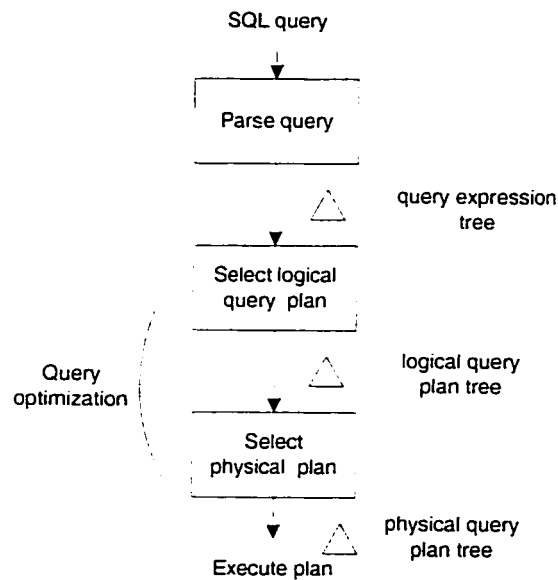 SQL query
Parse query
query expression
tree
Select logical
query plan
Query
optimization
logical query
plan tree
Select
physical plan
physical query
plan tree
Execute plan